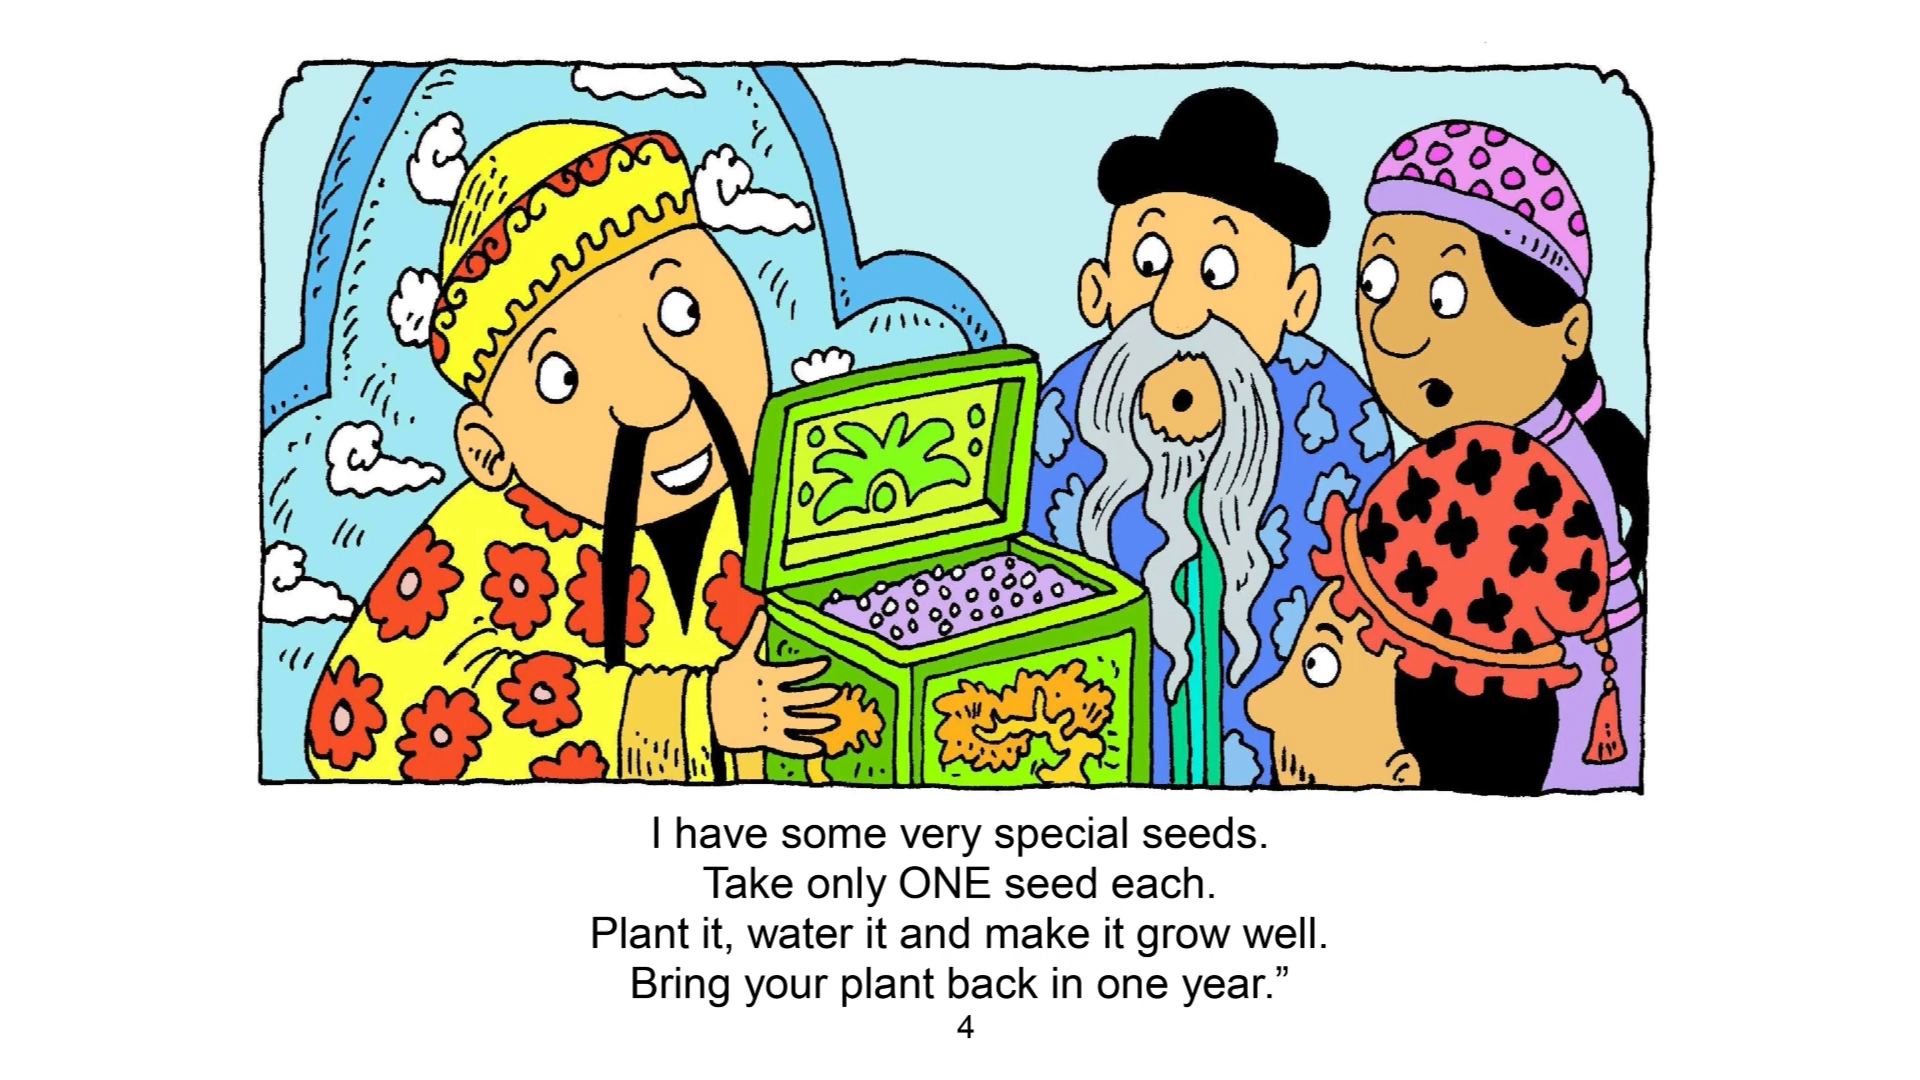 I have some very special seeds.
Take only ONE seed each.
Plant it, water it and make it grow well.
Bring your plant back in one year.”
4